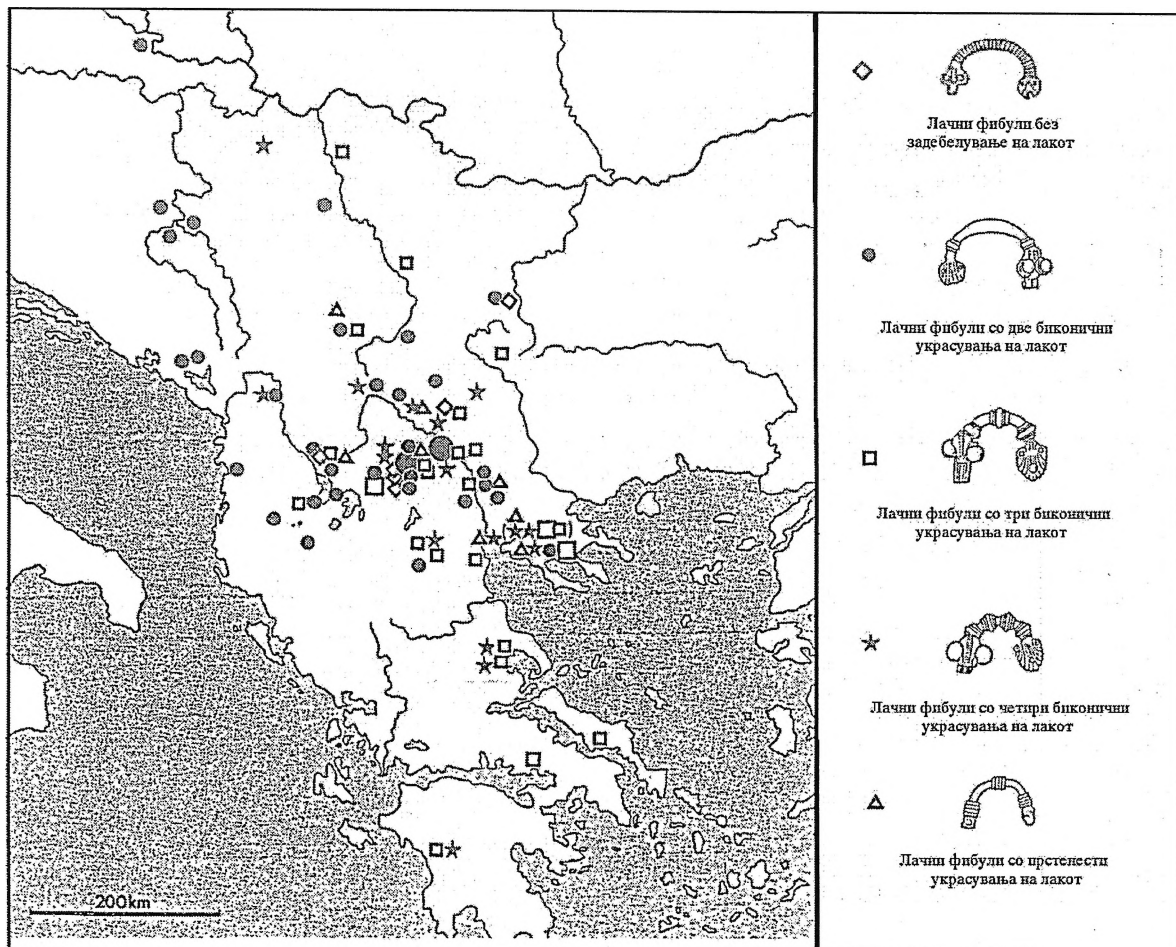 Лачни фибули без
задебелување на лакот
Лачни фибули со две биконични
украсувања на лакот
Лачни фибули со три биконични
украсувања на лакот
Лачни фибули со четири биконични
украсувања на лакот
Лачни фибули со прстенести
украсувања на лакот
200km